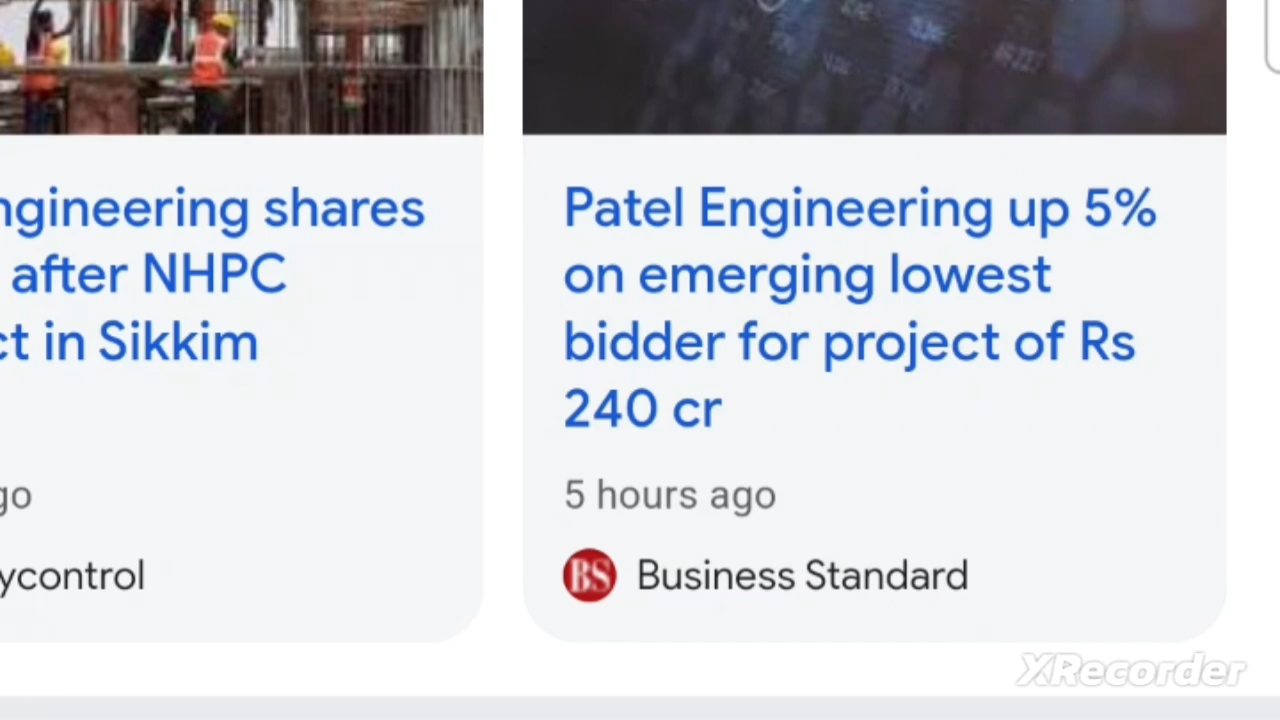 ngineering shares
after NHPC
ct in Sikkim
go
ycontrol
Patel Engineering up 5%
on emerging lowest
bidder for project of Rs
240 cr
5 hours ago
BS Business Standard
XRecorder